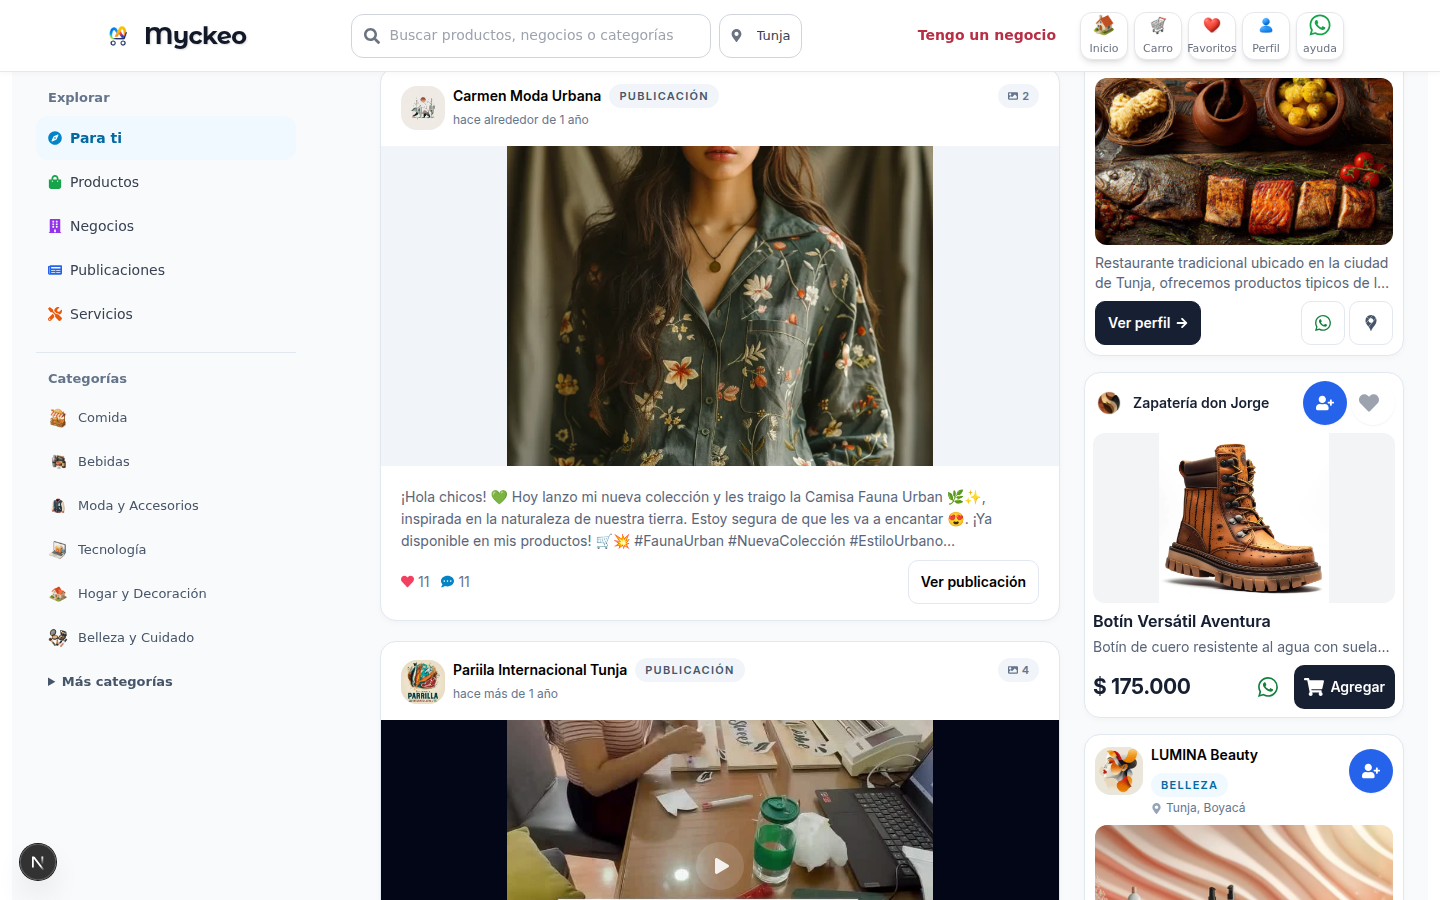 Myckeo
Buscar productos, negocios o categorías
Tunja
Tengo un negocio
Inicio
Carro
Favoritos
Perfil
ayuda
Explorar
Para ti
Productos
Negocios
Publicaciones
Servicios
Categorías
Comida
Bebidas
Moda y Accesorios
Tecnología
Hogar y Decoración
Belleza y Cuidado
Más categorías
Carmen Moda Urbana PUBLICACIÓN
2
hace alrededor de 1 año
¡Hola chicos! 💚 Hoy lanzo mi nueva colección y les traigo la Camisa Fauna Urban 🌿✨,
inspirada en la naturaleza de nuestra tierra. Estoy segura de que les va a encantar 😍. ¡Ya
disponible en mis productos! 🛒💥 #FaunaUrban #NuevaColección #EstiloUrbano...
11 11
Ver publicación
Pariila Internacional Tunja PUBLICACIÓN
4
hace más de 1 año
PARRILLA
Sweet
Restaurante tradicional ubicado en la ciudad
de Tunja, ofrecemos productos tipicos de l...
Ver perfil →
Zapatería don Jorge
Botín Versátil Aventura
Botín de cuero resistente al agua con suela...
$ 175.000
Agregar
LUMINA Beauty
BELLEZA
Tunja, Boyacá
N